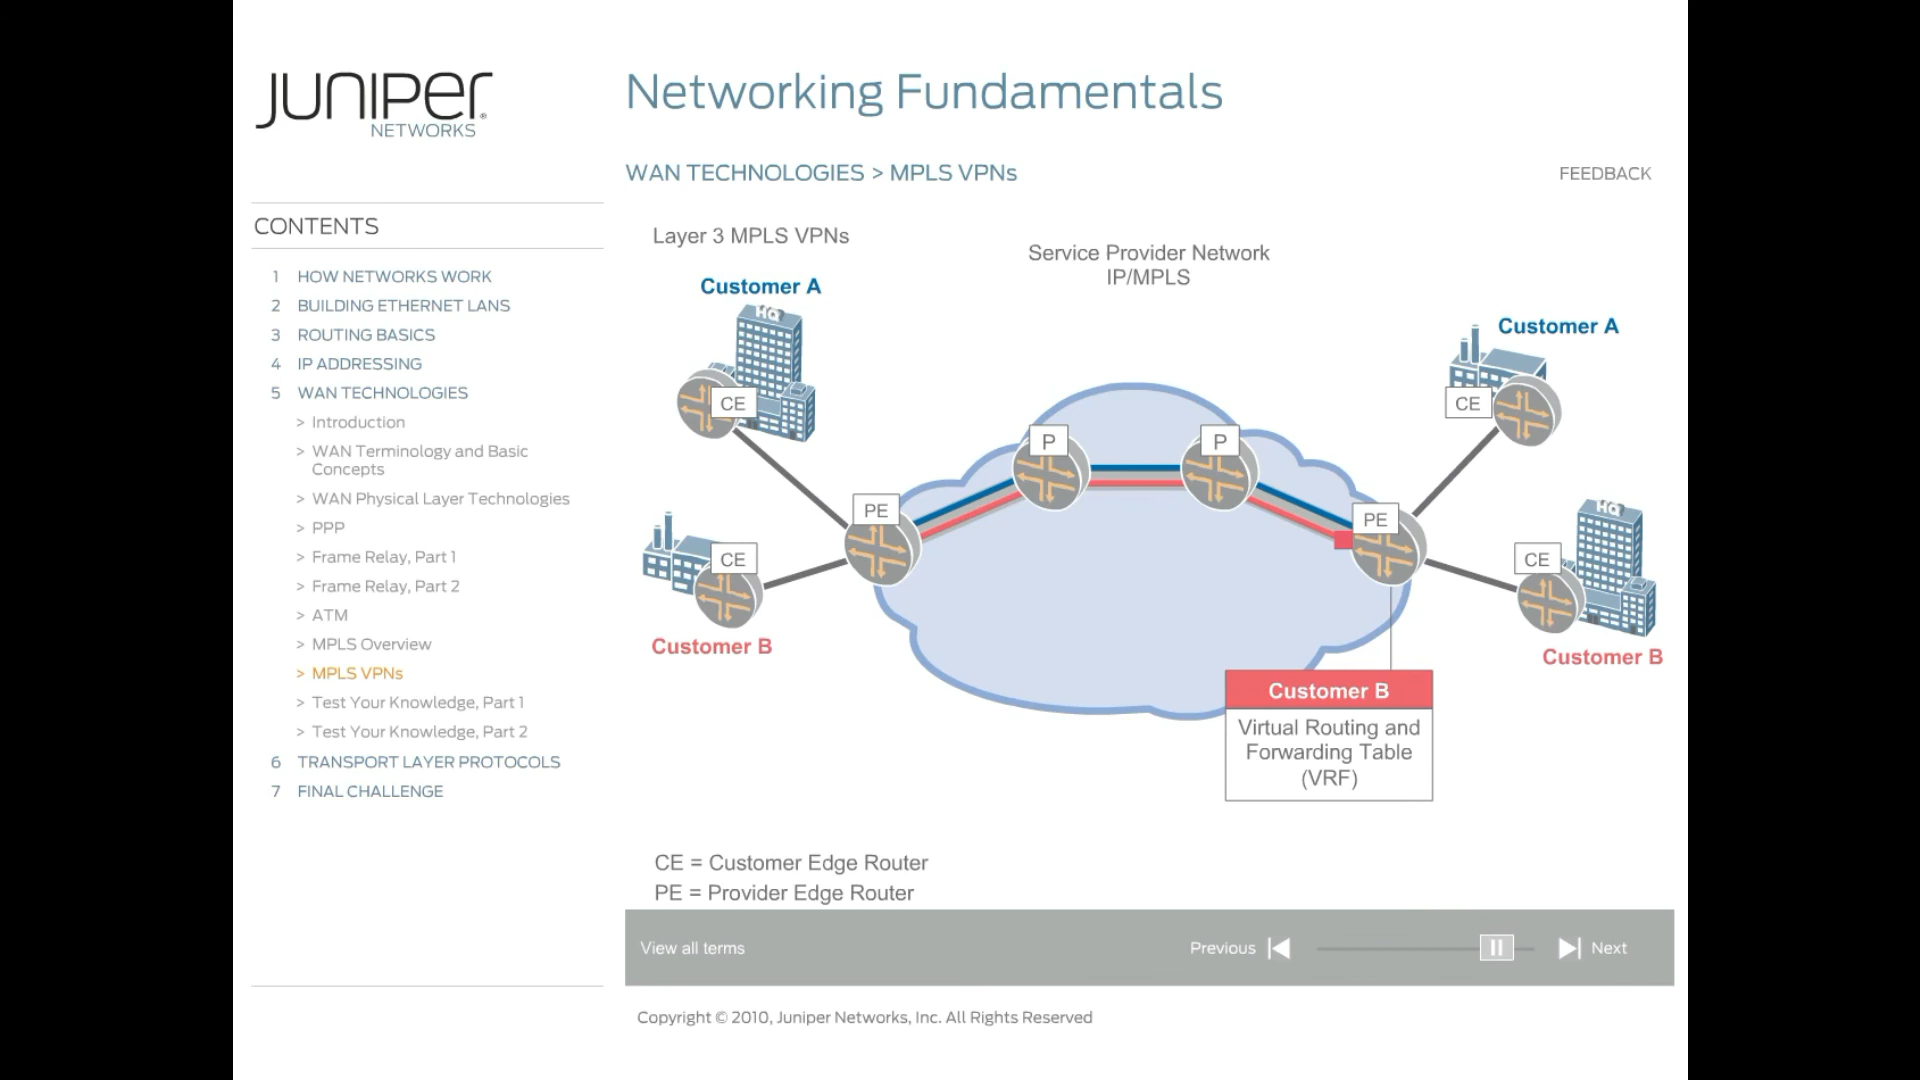 JUNIPER
NETWORKS
Networking Fundamentals
WAN TECHNOLOGIES > MPLS VPNs
FEEDBACK
CONTENTS
1 HOW NETWORKS WORK
2 BUILDING ETHERNET LANS
3 ROUTING BASICS
4 IP ADDRESSING
5 WAN TECHNOLOGIES
> Introduction
> WAN Terminology and Basic
Concepts
> WAN Physical Layer Technologies
> PPP
> Frame Relay, Part 1
> Frame Relay, Part 2
> ATM
> MPLS Overview
> MPLS VPNs
> Test Your Knowledge, Part 1
> Test Your Knowledge, Part 2
6 TRANSPORT LAYER PROTOCOLS
7 FINAL CHALLENGE
Layer 3 MPLS VPNs
Service Provider Network
IP/MPLS
Customer A
HQ
CE
Customer A
CE
P
P
PE
PE
CE
Customer B
HQ
CE
Customer B
Customer B
Virtual Routing and
Forwarding Table
(VRF)
CE = Customer Edge Router
PE = Provider Edge Router
View all terms
Previous
Next
Copyright © 2010, Juniper Networks, Inc. All Rights Reserved